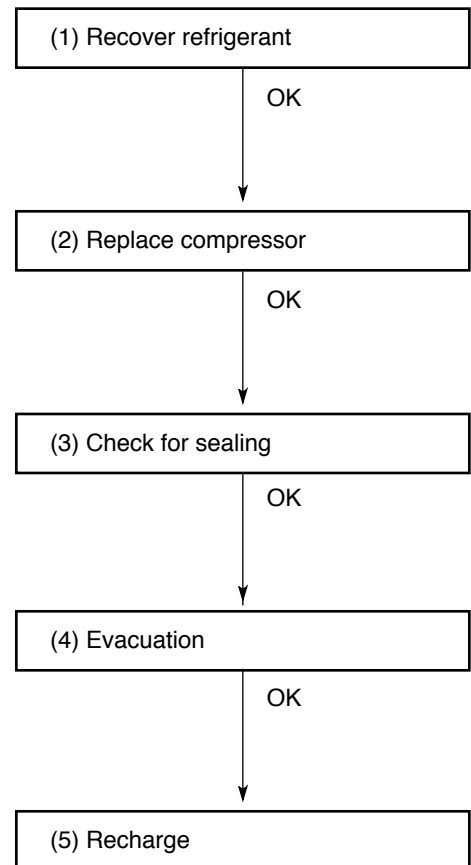 (1) Recover refrigerant
OK
(2) Replace compressor
OK
(3) Check for sealing
OK
(4) Evacuation
OK
(5) Recharge